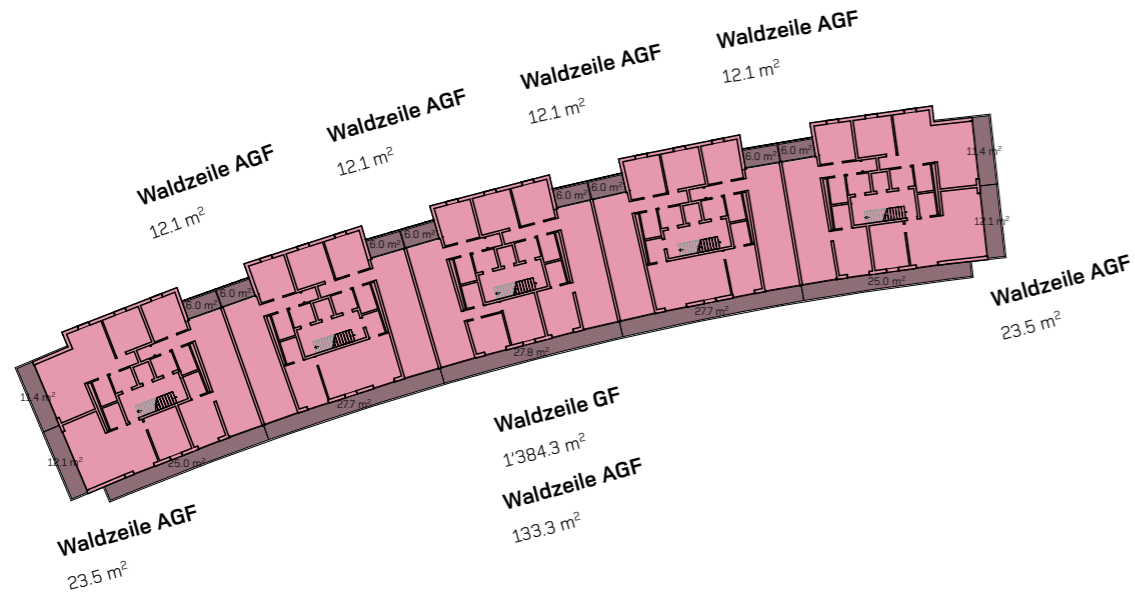 Waldzeile AGF
12.1 m²
Waldzeile AGF
12.1 m²
Waldzeile AGF
12.1 m²
Waldzeile AGF
12.1 m²
6.0 m²
6.0 m²
6.0 m²
6.0 m²
6.0 m²
6.0 m²
6.0 m²
6.0 m²
11.4 m²
12.1 m²
11.4 m²
12.1 m²
25.0 m²
27.7 m²
27.8 m²
27.7 m²
25.0 m²
Waldzeile AGF
23.5 m²
Waldzeile GF
1'384.3 m²
Waldzeile AGF
133.3 m²
Waldzeile AGF
23.5 m²